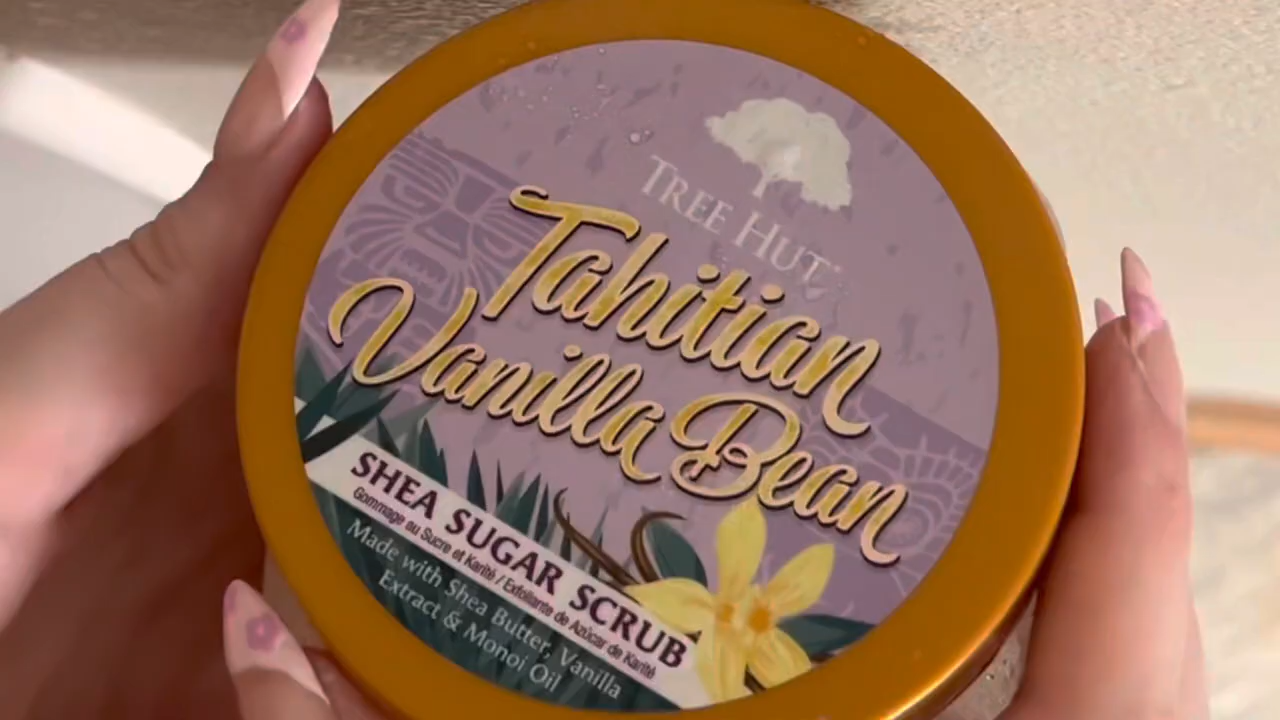 TREE HUT
Tahitian
Vanilla Bean
SHEA SUGAR SCRUB
Gommage au Sucre et Karité / Exfoliante de Azúcar de Karité
Made with Shea Butter, Vanilla
Extract & Monoi Oil